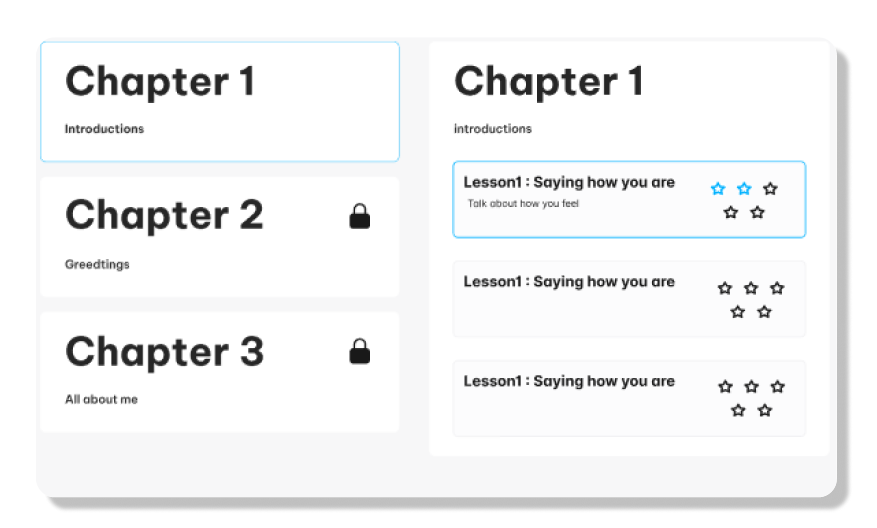 Chapter 1
Introductions
Chapter 2
Greedtings
Chapter 3
All about me
Chapter 1
introductions
Lesson1 : Saying how you are
Talk about how you feel
Lesson1 : Saying how you are
Lesson1 : Saying how you are